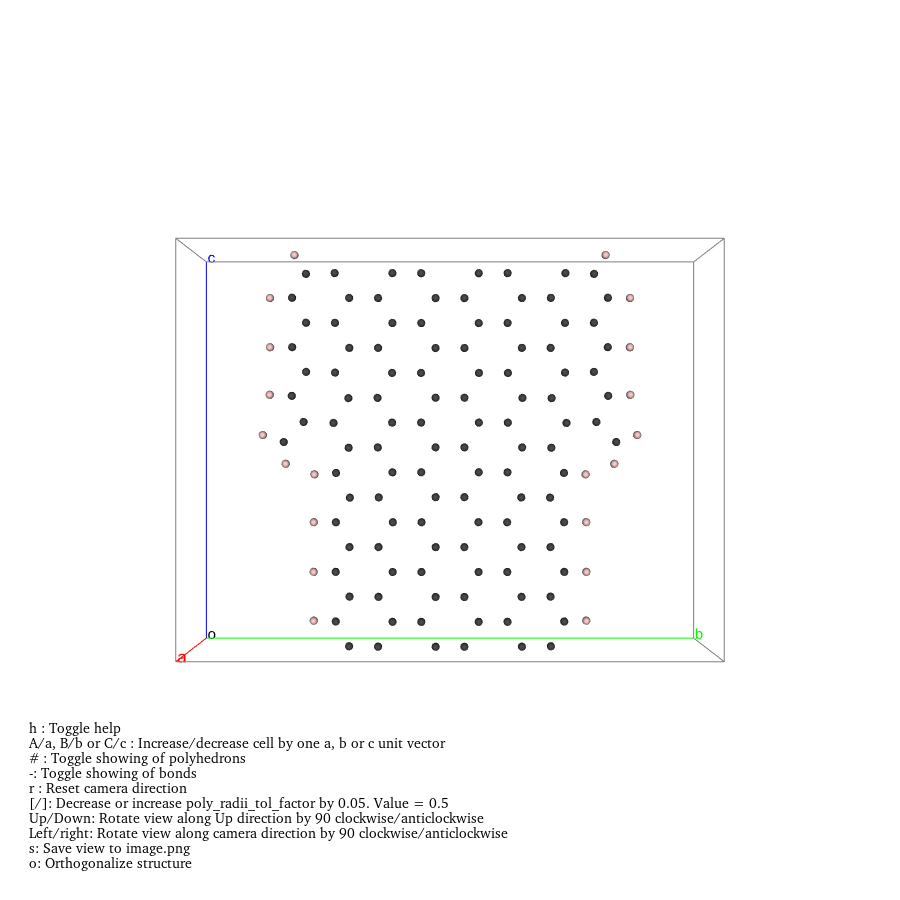 c
o
b
a
h : Toggle help
A/a, B/b or C/c : Increase/decrease cell by one a, b or c unit vector
# : Toggle showing of polyhedrons
-: Toggle showing of bonds
r : Reset camera direction
[/]: Decrease or increase poly_radii_tol_factor by 0.05. Value = 0.5
Up/Down: Rotate view along Up direction by 90 clockwise/anticlockwise
Left/right: Rotate view along camera direction by 90 clockwise/anticlockwise
s: Save view to image.png
o: Orthogonalize structure